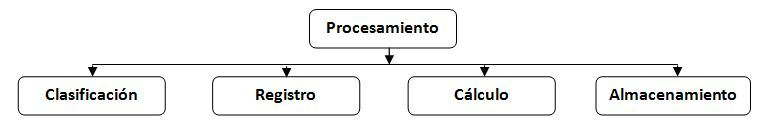 Procesamiento
Clasificación
Registro
Cálculo
Almacenamiento